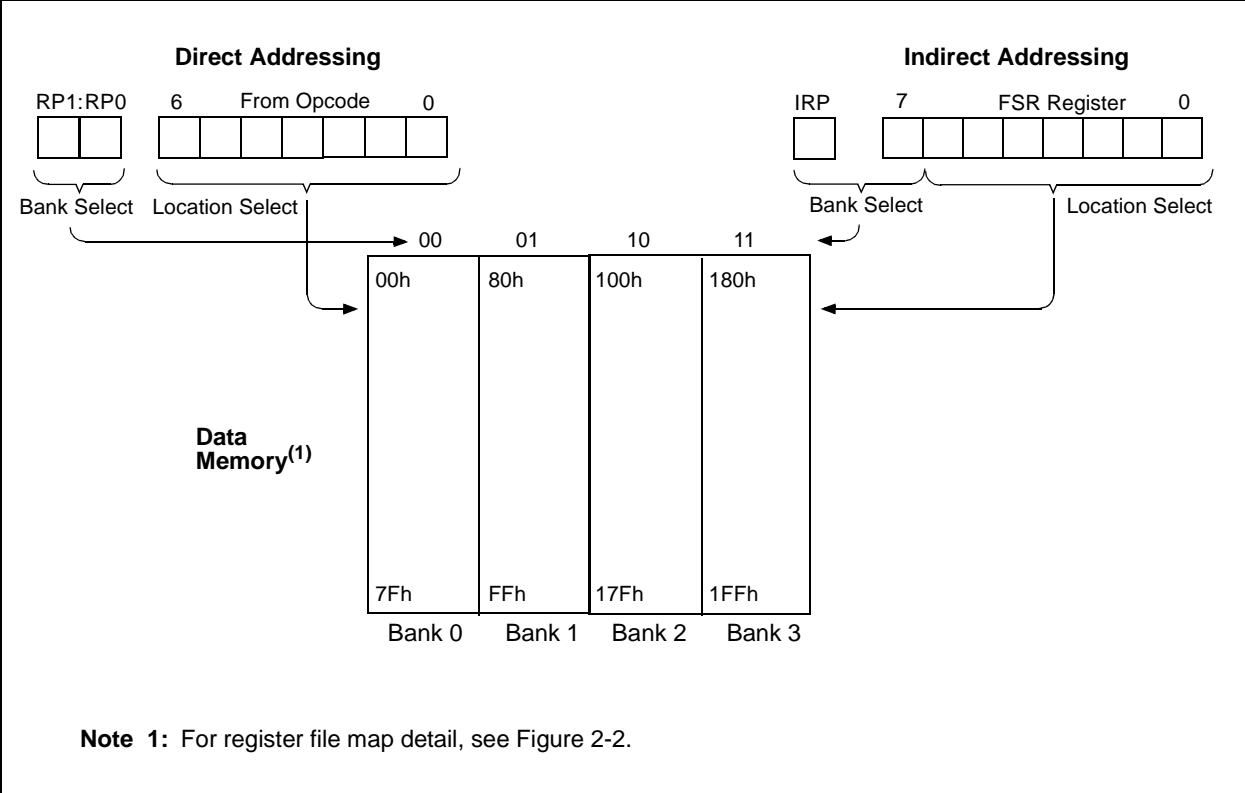 Direct Addressing
Indirect Addressing
RP1:RP0 6 From Opcode 0
IRP 7 FSR Register 0
Bank Select Location Select
Bank Select Location Select
00 01 10 11
00h 80h 100h 180h
Data
Memory(1)
7Fh FFh 17Fh 1FFh
Bank 0 Bank 1 Bank 2 Bank 3
Note 1: For register file map detail, see Figure 2-2.